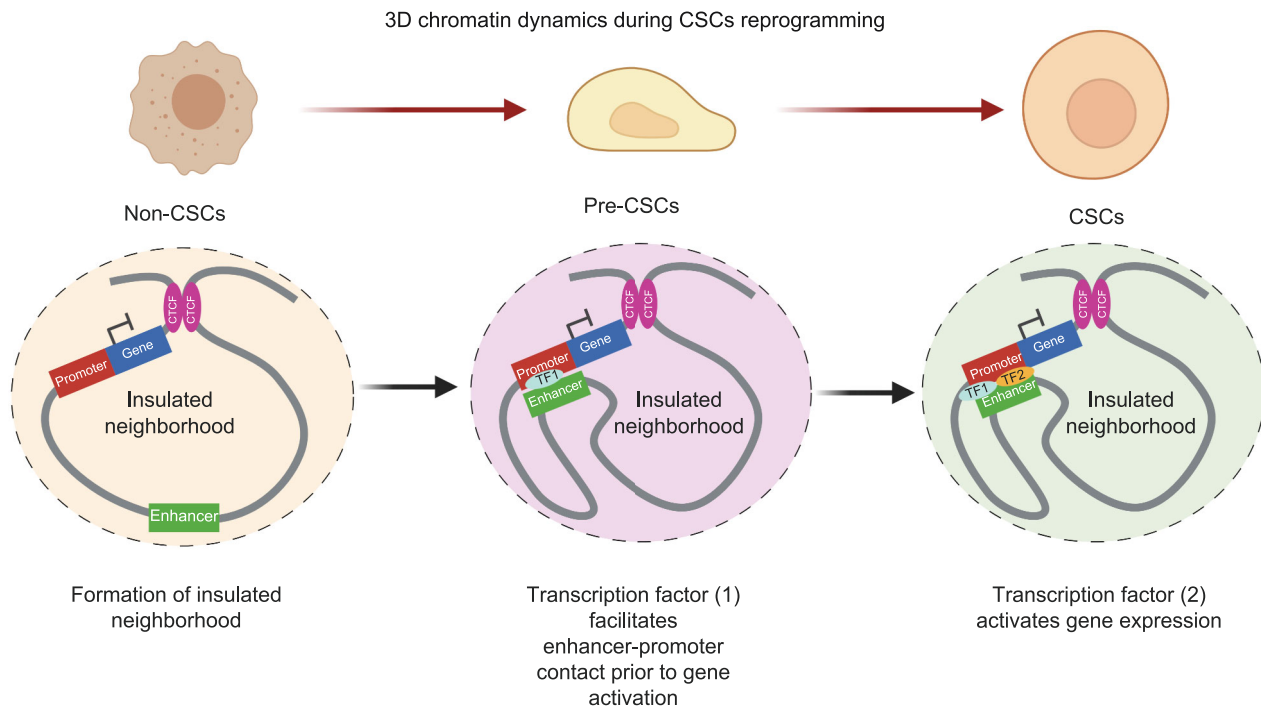 3D chromatin dynamics during CSCs reprogramming
Non-CSCs
Pre-CSCs
CSCs
CTCF
CTCF
Promoter
Gene
Insulated
neighborhood
Enhancer
CTCF
CTCF
Promoter
Gene
TF1
Enhancer
Insulated
neighborhood
CTCF
CTCF
Promoter
Gene
TF1
TF2
Enhancer
Insulated
neighborhood
Formation of insulated
neighborhood
Transcription factor (1)
facilitates
enhancer-promoter
contact prior to gene
activation
Transcription factor (2)
activates gene expression